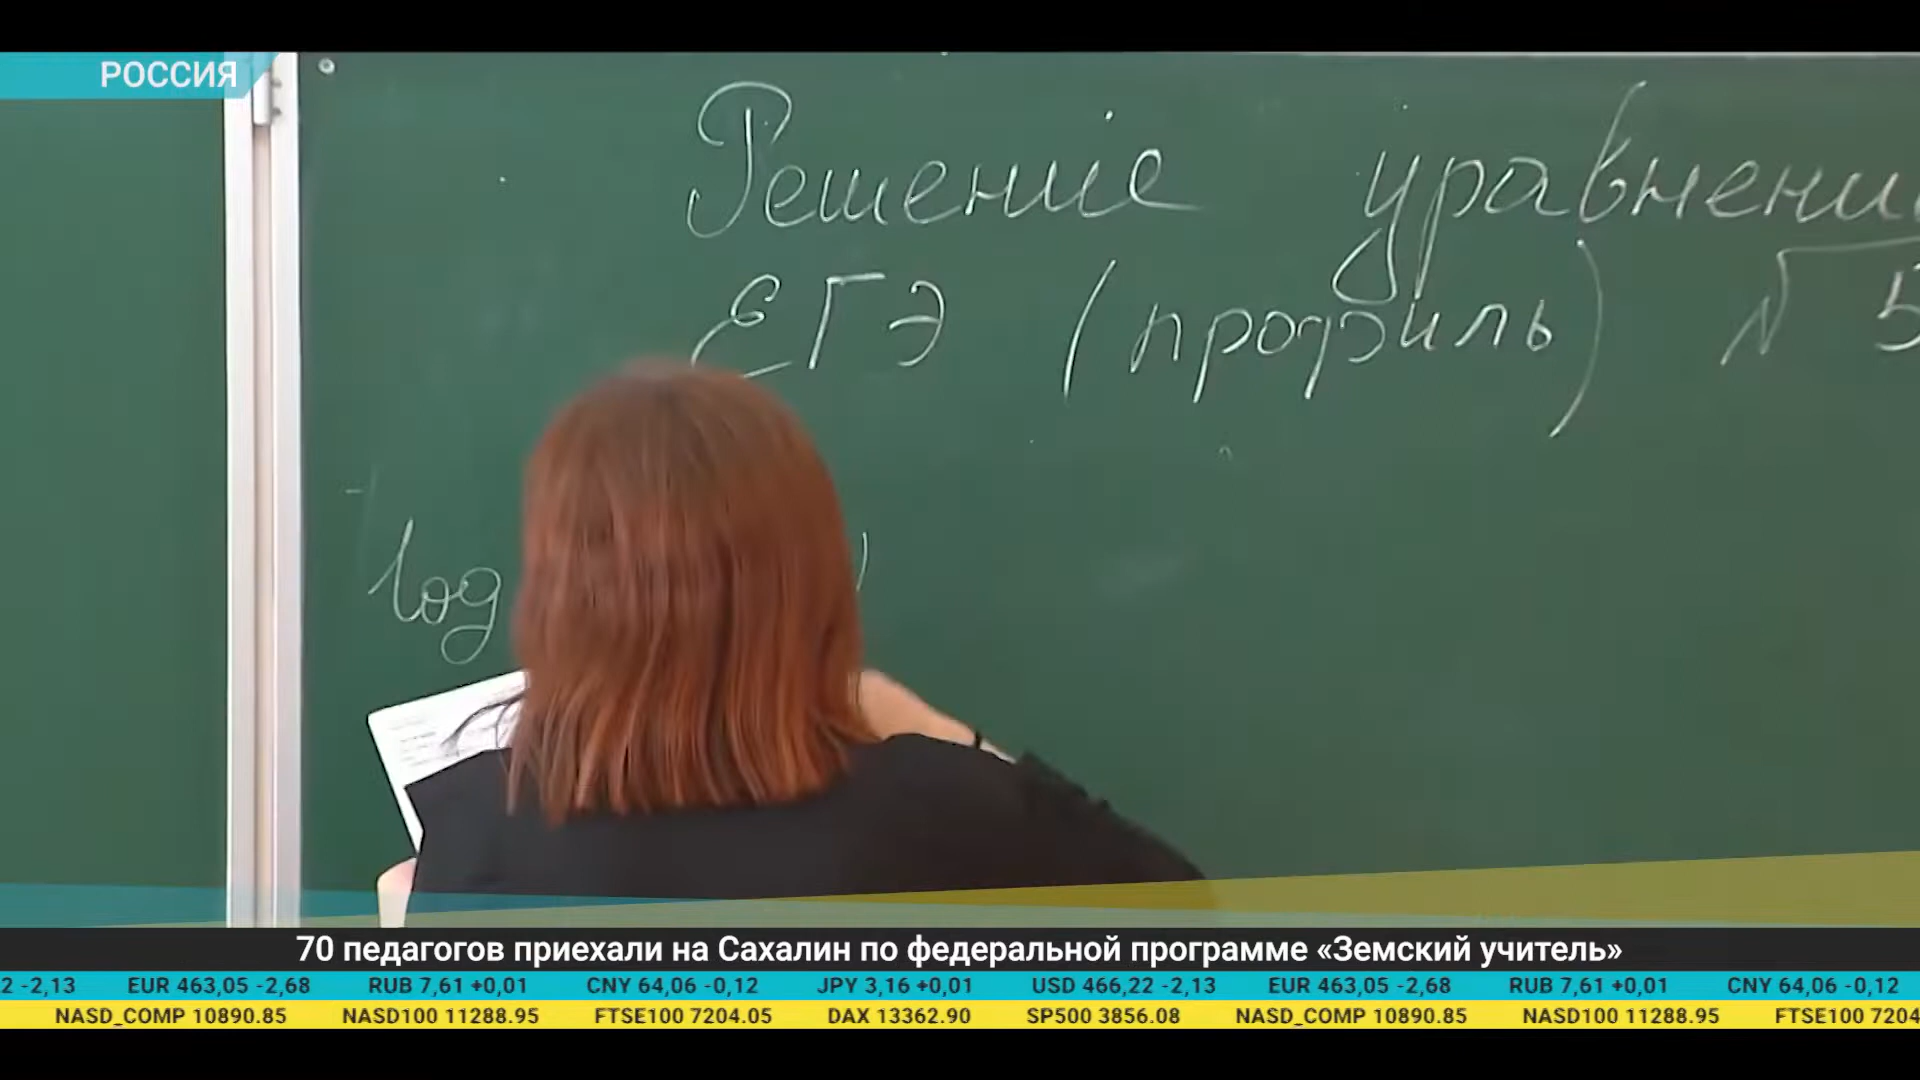 РОССИЯ
Решение уравнени
ЕГЭ (профиль) № 5
log
70 педагогов приехали на Сахалин по федеральной программе «Земский учитель»
2 -2,13 EUR 463,05 -2,68 RUB 7,61 +0,01 CNY 64,06 -0,12 JPY 3,16 +0,01 USD 466,22 -2,13 EUR 463,05 -2,68 RUB 7,61 +0,01 CNY 64,06 -0,12
NASD_COMP 10890.85 NASD100 11288.95 FTSE100 7204.05 DAX 13362.90 SP500 3856.08 NASD_COMP 10890.85 NASD100 11288.95 FTSE100 7204